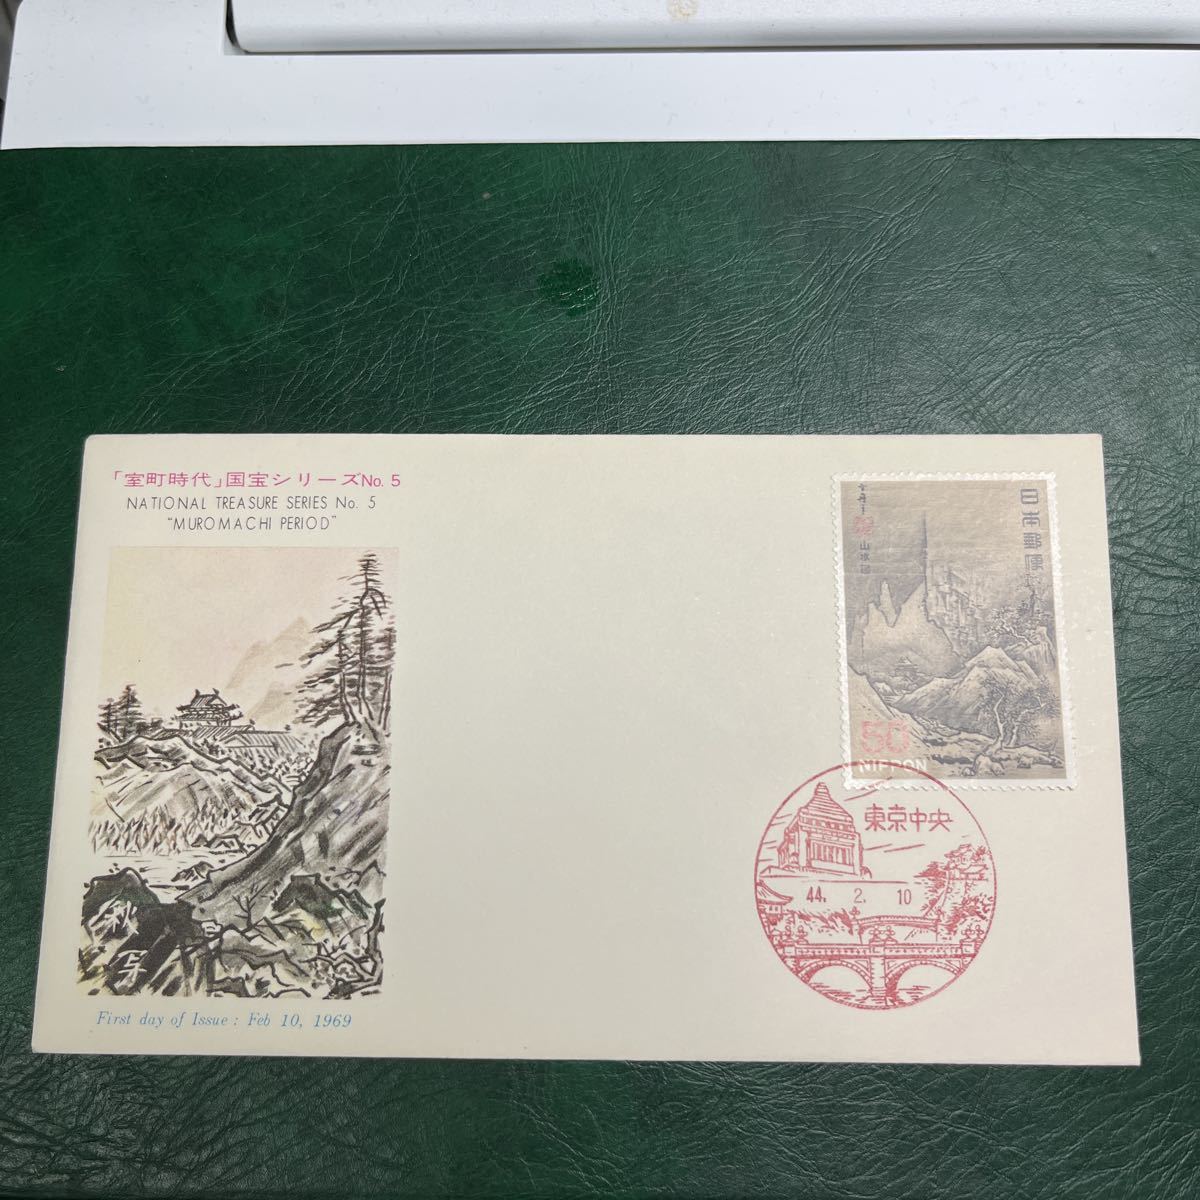 「室町時代」国宝シリーズNo. 5
NATIONAL TREASURE SERIES No. 5
"MUROMACHI PERIOD"
秋写
First day of Issue : Feb 10, 1969
日本郵便
山水図
50
NIPPON
東京中央
44. 2. 10